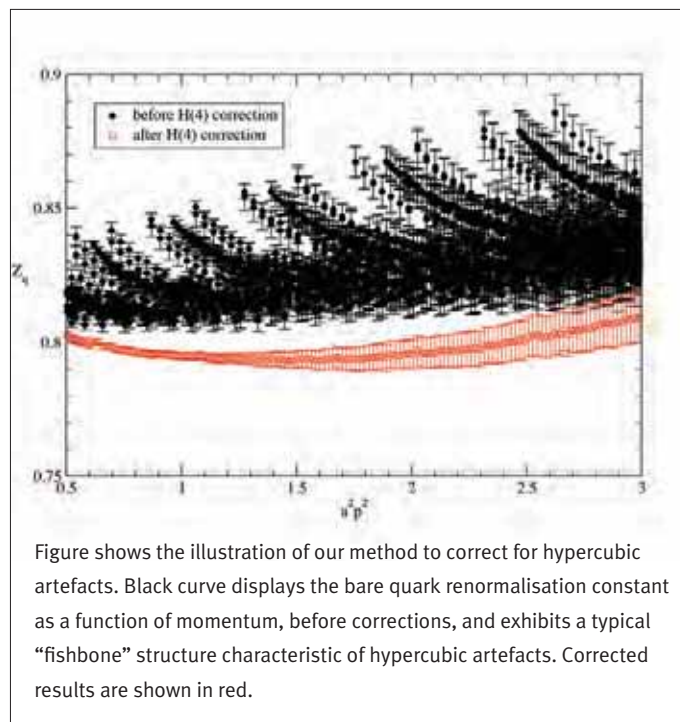 0.9
before H(4) correction
after H(4) correction
0.85
Z_q
0.8
0.75
0.5
1
1.5
2
2.5
3
a²p²
Figure shows the illustration of our method to correct for hypercubic
artefacts. Black curve displays the bare quark renormalisation constant
as a function of momentum, before corrections, and exhibits a typical
“fishbone” structure characteristic of hypercubic artefacts. Corrected
results are shown in red.